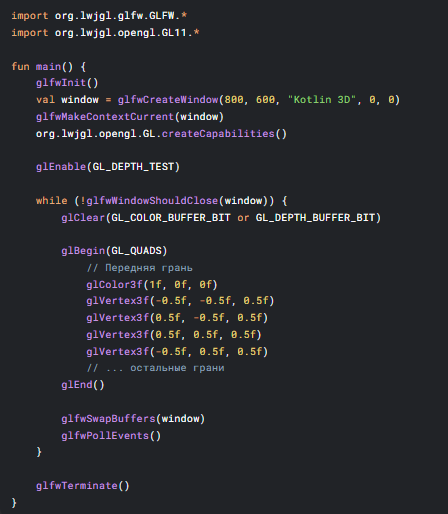 import org.lwjgl.glfw.GLFW.*
import org.lwjgl.opengl.GL11.*

fun main() {
    glfwInit()
    val window = glfwCreateWindow(800, 600, "Kotlin 3D", 0, 0)
    glfwMakeContextCurrent(window)
    org.lwjgl.opengl.GL.createCapabilities()

    glEnable(GL_DEPTH_TEST)

    while (!glfwWindowShouldClose(window)) {
        glClear(GL_COLOR_BUFFER_BIT or GL_DEPTH_BUFFER_BIT)

        glBegin(GL_QUADS)
            // Передняя грань
            glColor3f(1f, 0f, 0f)
            glVertex3f(-0.5f, -0.5f, 0.5f)
            glVertex3f(0.5f, -0.5f, 0.5f)
            glVertex3f(0.5f, 0.5f, 0.5f)
            glVertex3f(-0.5f, 0.5f, 0.5f)
            // ... остальные грани
        glEnd()

        glfwSwapBuffers(window)
        glfwPollEvents()
    }

    glfwTerminate()
}